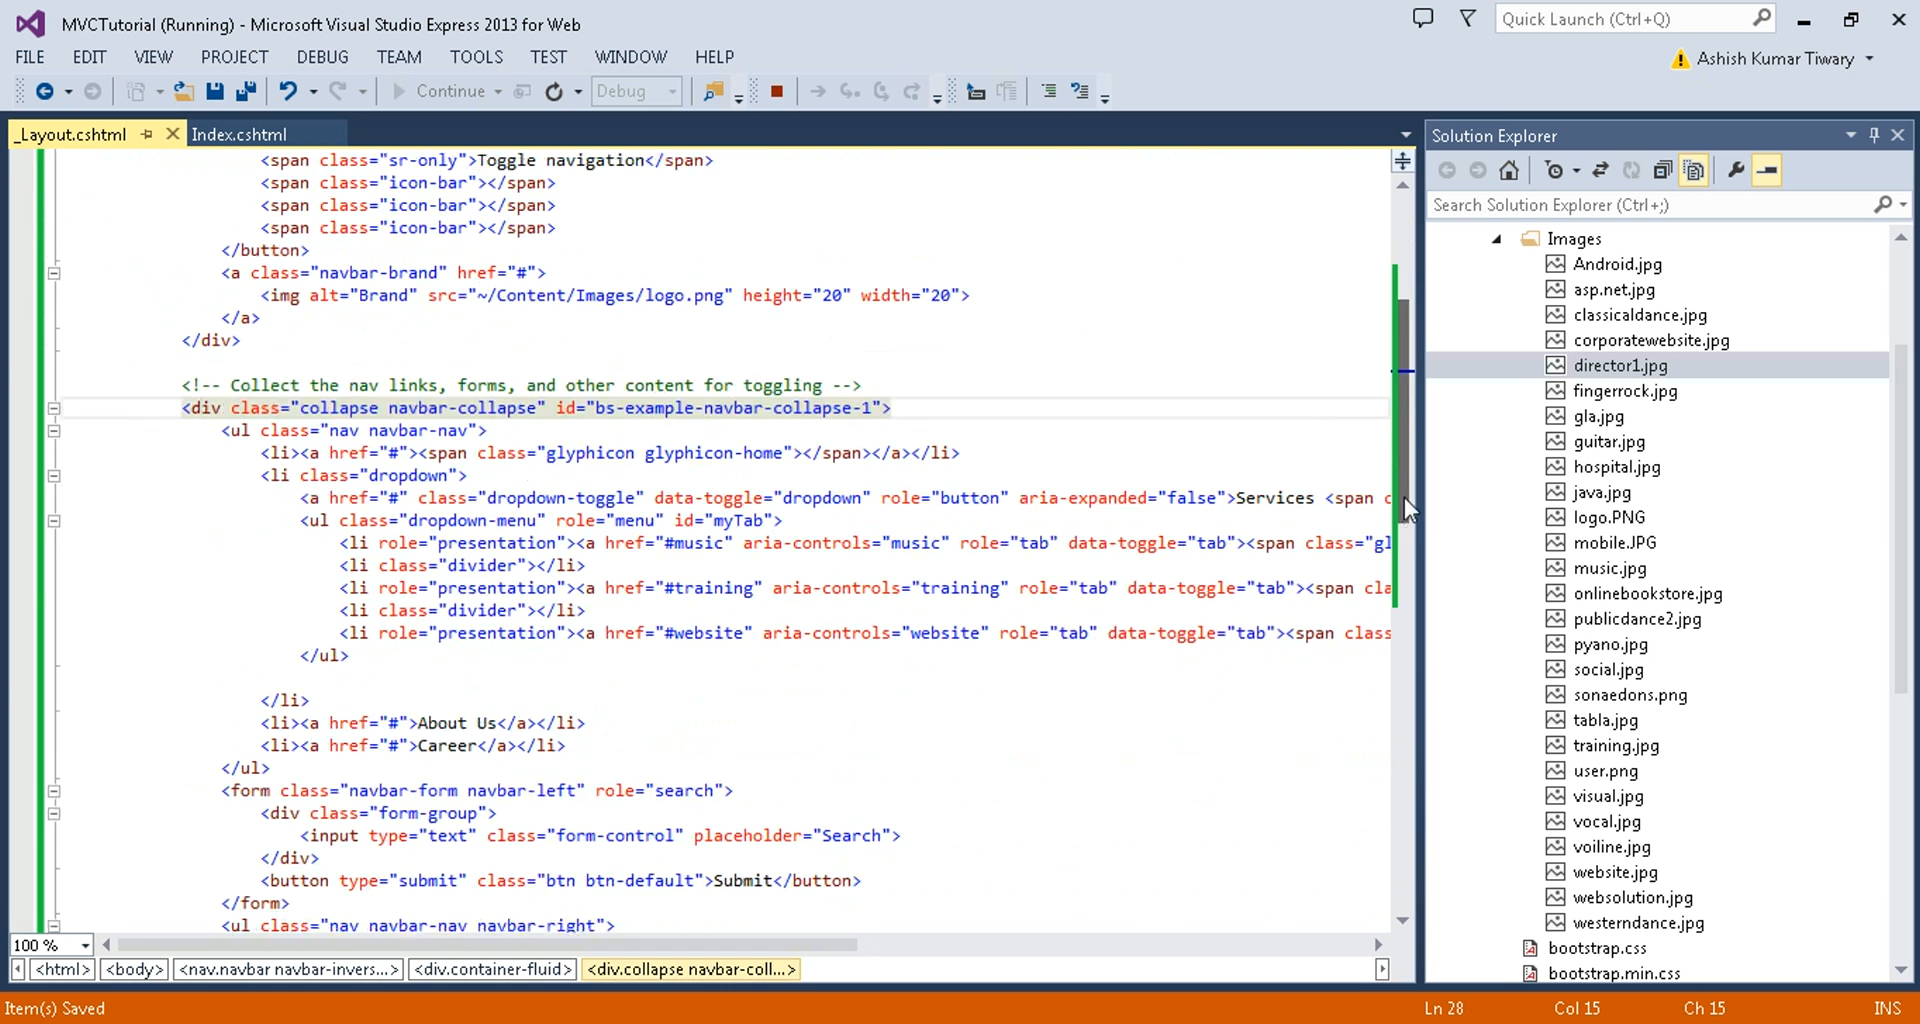 MVCTutorial (Running) - Microsoft Visual Studio Express 2013 for Web
Quick Launch (Ctrl+Q)
FILE EDIT VIEW PROJECT DEBUG TEAM TOOLS TEST WINDOW HELP
Ashish Kumar Tiwary
Continue
Debug
_Layout.cshtml
Index.cshtml
<span class="sr-only">Toggle navigation</span>
<span class="icon-bar"></span>
<span class="icon-bar"></span>
<span class="icon-bar"></span>
</button>
<a class="navbar-brand" href="#">
<img alt="Brand" src="~/Content/Images/logo.png" height="20" width="20">
</a>
</div>
<!-- Collect the nav links, forms, and other content for toggling -->
<div class="collapse navbar-collapse" id="bs-example-navbar-collapse-1">
<ul class="nav navbar-nav">
<li><a href="#"><span class="glyphicon glyphicon-home"></span></a></li>
<li class="dropdown">
<a href="#" class="dropdown-toggle" data-toggle="dropdown" role="button" aria-expanded="false">Services <span c
<ul class="dropdown-menu" role="menu" id="myTab">
<li role="presentation"><a href="#music" aria-controls="music" role="tab" data-toggle="tab"><span class="gl
<li class="divider"></li>
<li role="presentation"><a href="#training" aria-controls="training" role="tab" data-toggle="tab"><span cla
<li class="divider"></li>
<li role="presentation"><a href="#website" aria-controls="website" role="tab" data-toggle="tab"><span class
</ul>
</li>
<li><a href="#">About Us</a></li>
<li><a href="#">Career</a></li>
</ul>
<form class="navbar-form navbar-left" role="search">
<div class="form-group">
<input type="text" class="form-control" placeholder="Search">
</div>
<button type="submit" class="btn btn-default">Submit</button>
</form>
<ul class="nav navbar-nav navbar-right">
100 %
<html> <body> <nav.navbar navbar-invers...> <div.container-fluid> <div.collapse navbar-coll...>
Solution Explorer
Search Solution Explorer (Ctrl+;)
Images
Android.jpg
asp.net.jpg
classicaldance.jpg
corporatewebsite.jpg
director1.jpg
fingerrock.jpg
gla.jpg
guitar.jpg
hospital.jpg
java.jpg
logo.PNG
mobile.JPG
music.jpg
onlinebookstore.jpg
publicdance2.jpg
pyano.jpg
social.jpg
sonaedons.png
tabla.jpg
training.jpg
user.png
visual.jpg
vocal.jpg
voiline.jpg
website.jpg
websolution.jpg
westerndance.jpg
bootstrap.css
bootstrap.min.css
Item(s) Saved
Ln 28 Col 15 Ch 15 INS